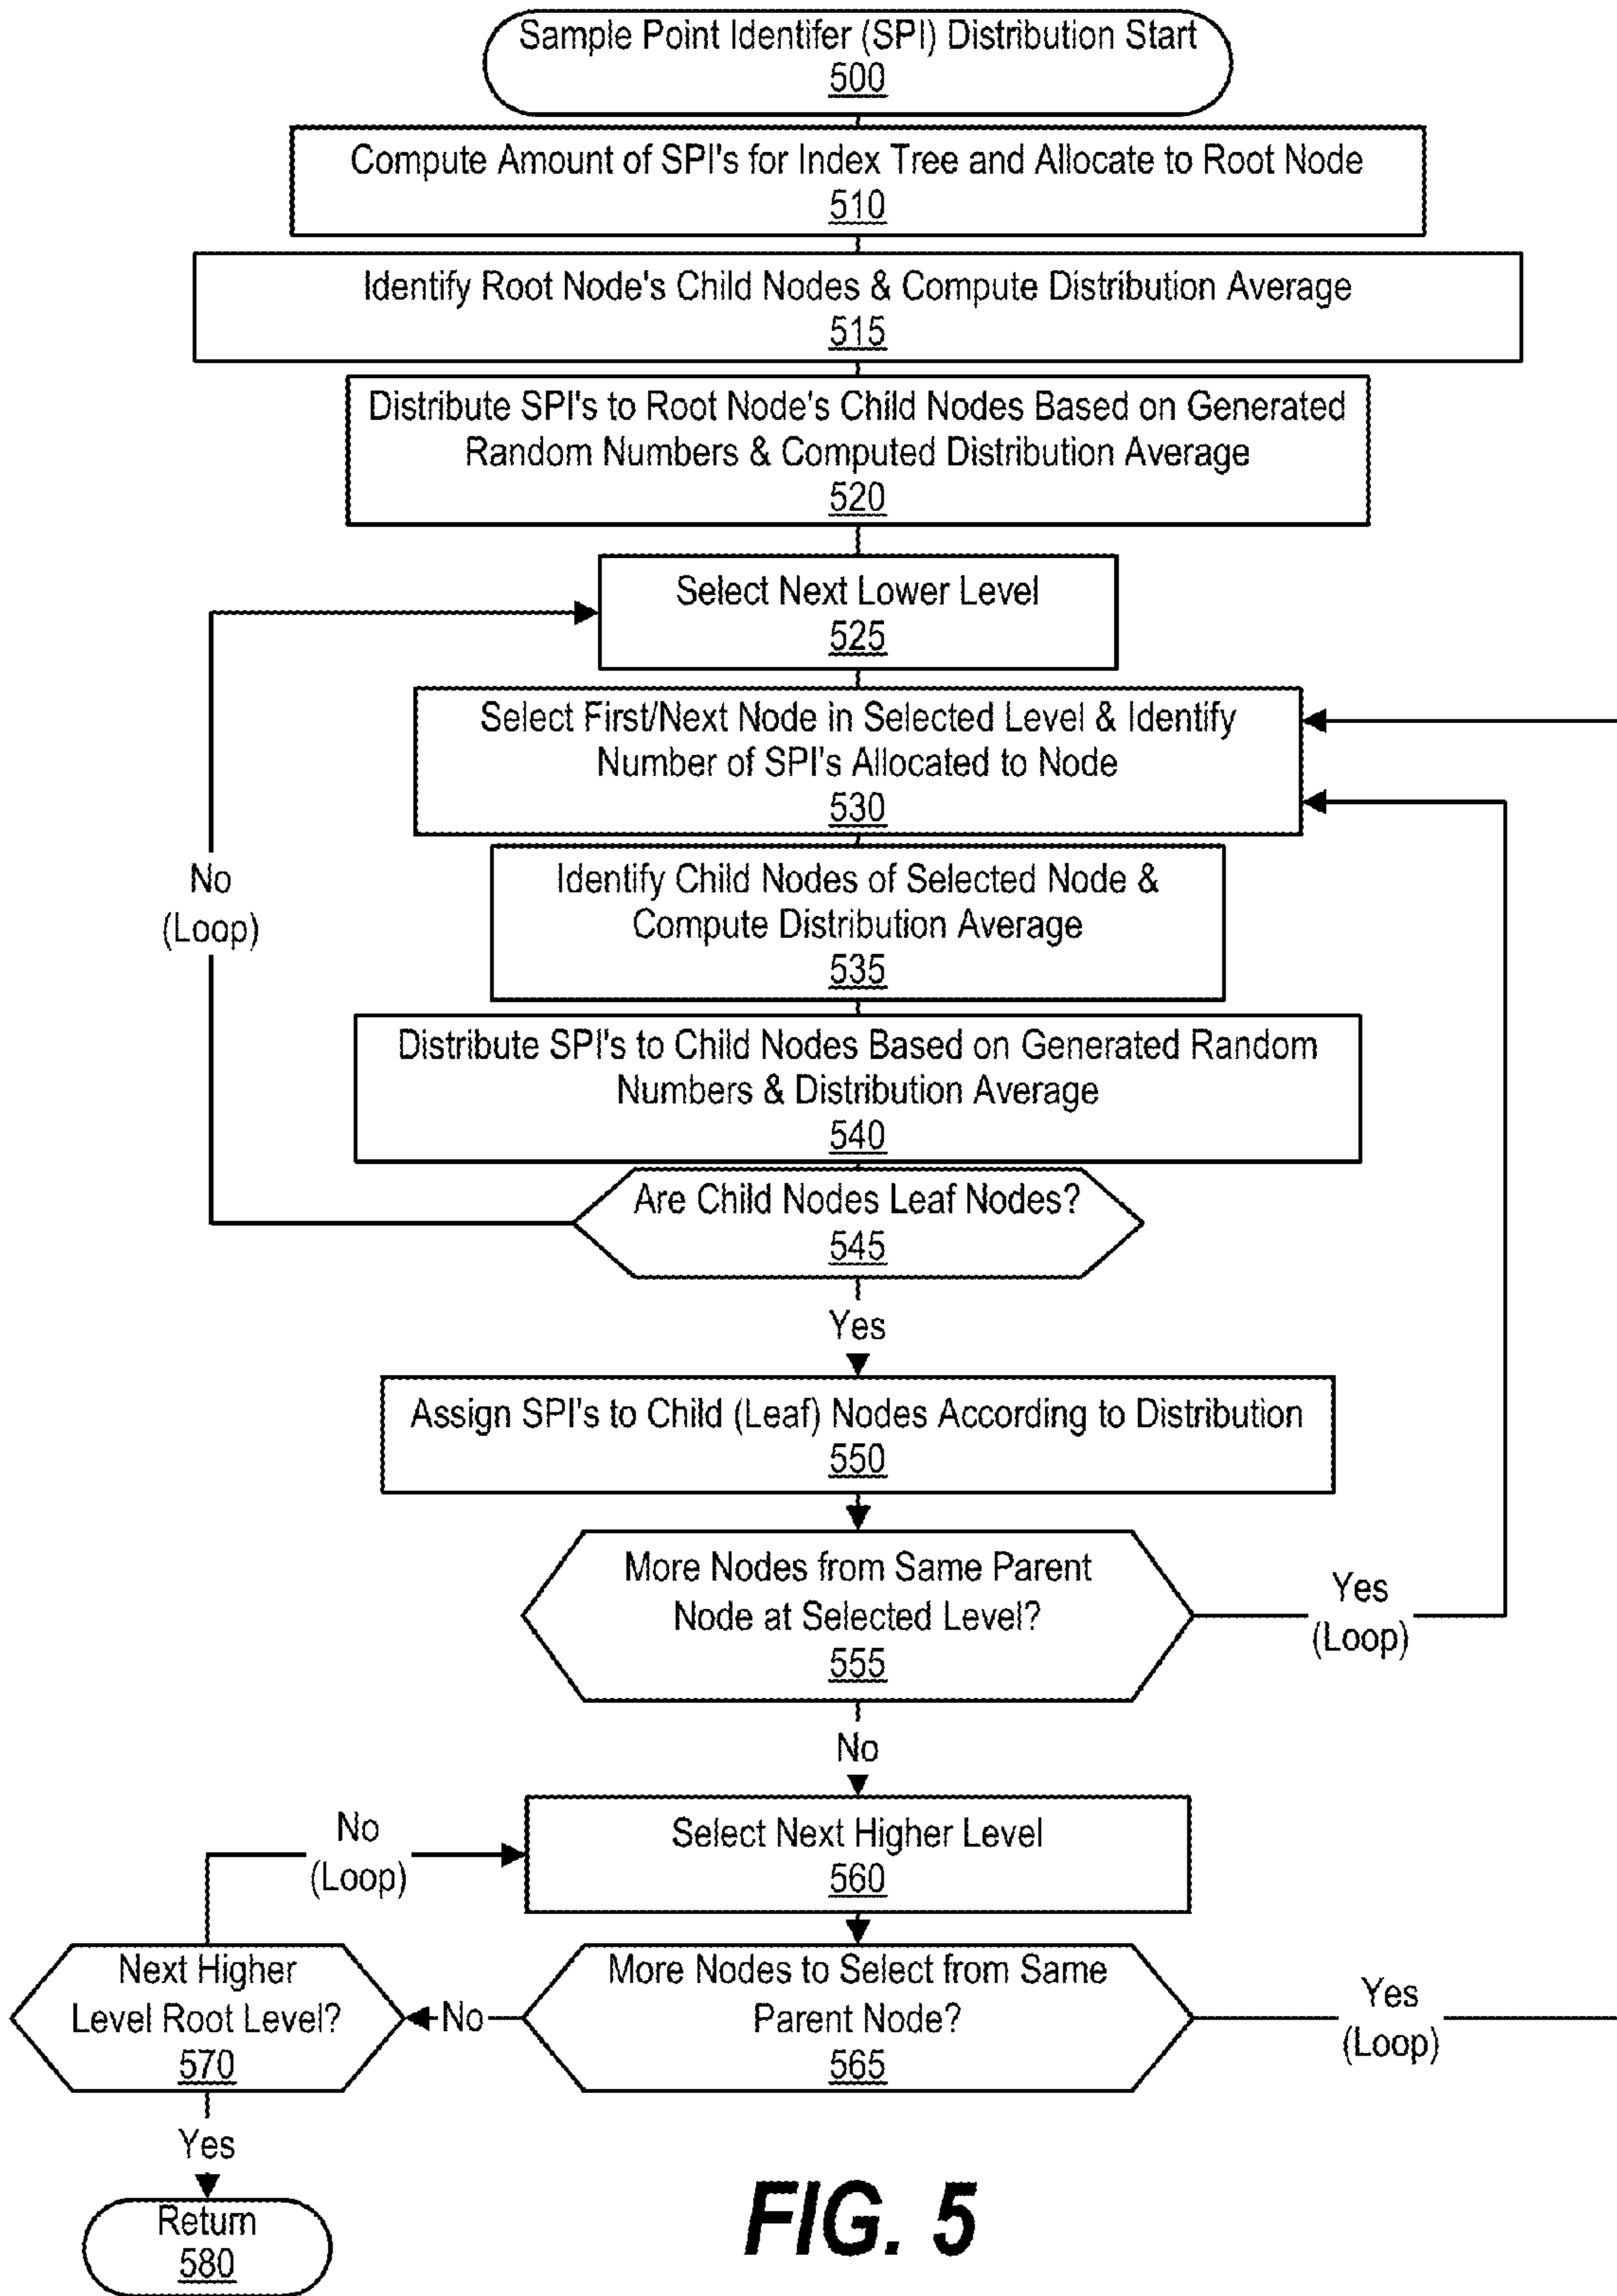 Sample Point Identifer (SPI) Distribution Start
500
Compute Amount of SPI's for Index Tree and Allocate to Root Node
510
Identify Root Node's Child Nodes & Compute Distribution Average
515
Distribute SPI's to Root Node's Child Nodes Based on Generated
Random Numbers & Computed Distribution Average
520
Select Next Lower Level
525
Select First/Next Node in Selected Level & Identify
Number of SPI's Allocated to Node
530
No
(Loop)
Identify Child Nodes of Selected Node &
Compute Distribution Average
535
Distribute SPI's to Child Nodes Based on Generated Random
Numbers & Distribution Average
540
Are Child Nodes Leaf Nodes?
545
Yes
Assign SPI's to Child (Leaf) Nodes According to Distribution
550
More Nodes from Same Parent
Node at Selected Level?
555
Yes
(Loop)
No
Select Next Higher Level
560
No
(Loop)
Next Higher
Level Root Level?
570
No
More Nodes to Select from Same
Parent Node?
565
Yes
(Loop)
Yes
Return
580
FIG. 5